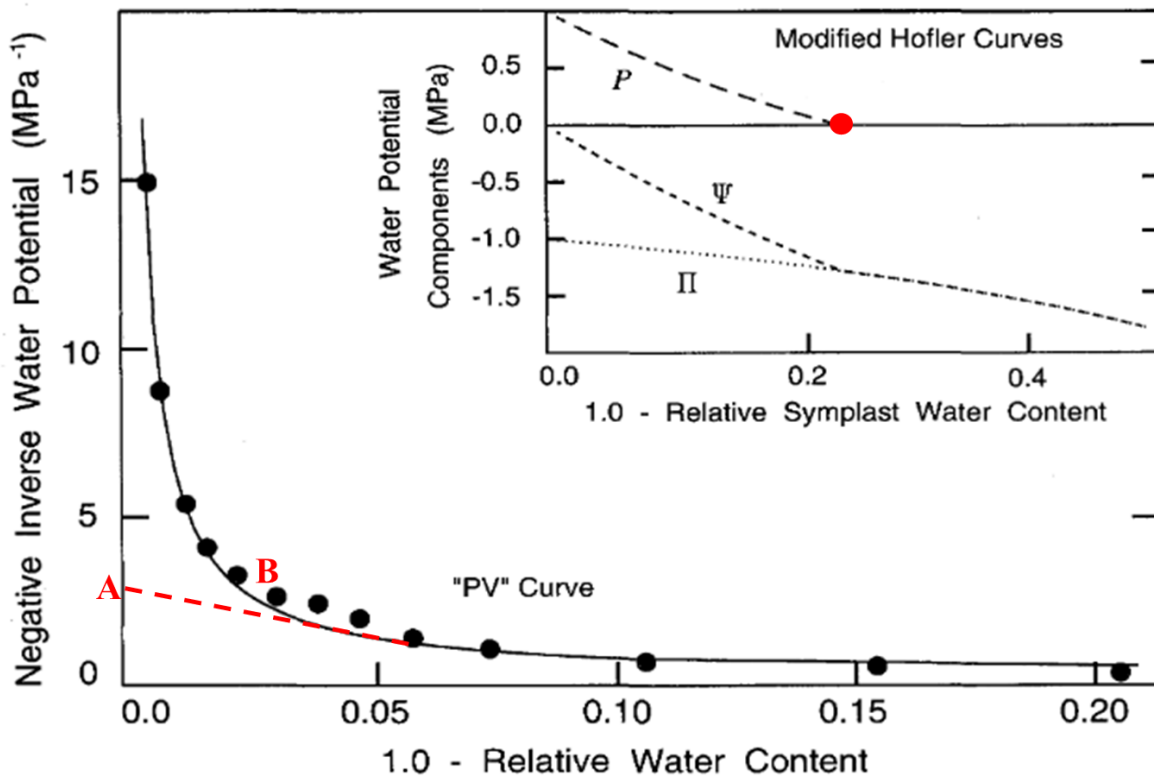 Negative Inverse Water Potential (MPa -1)
15
10
5
0
A
B
"PV" Curve
0.0
0.05
0.10
0.15
0.20
1.0 - Relative Water Content
Modified Hofler Curves
Water Potential
Components (MPa)
0.5
0.0
-0.5
-1.0
-1.5
P
Ψ
Π
0.0
0.2
0.4
1.0 - Relative Symplast Water Content